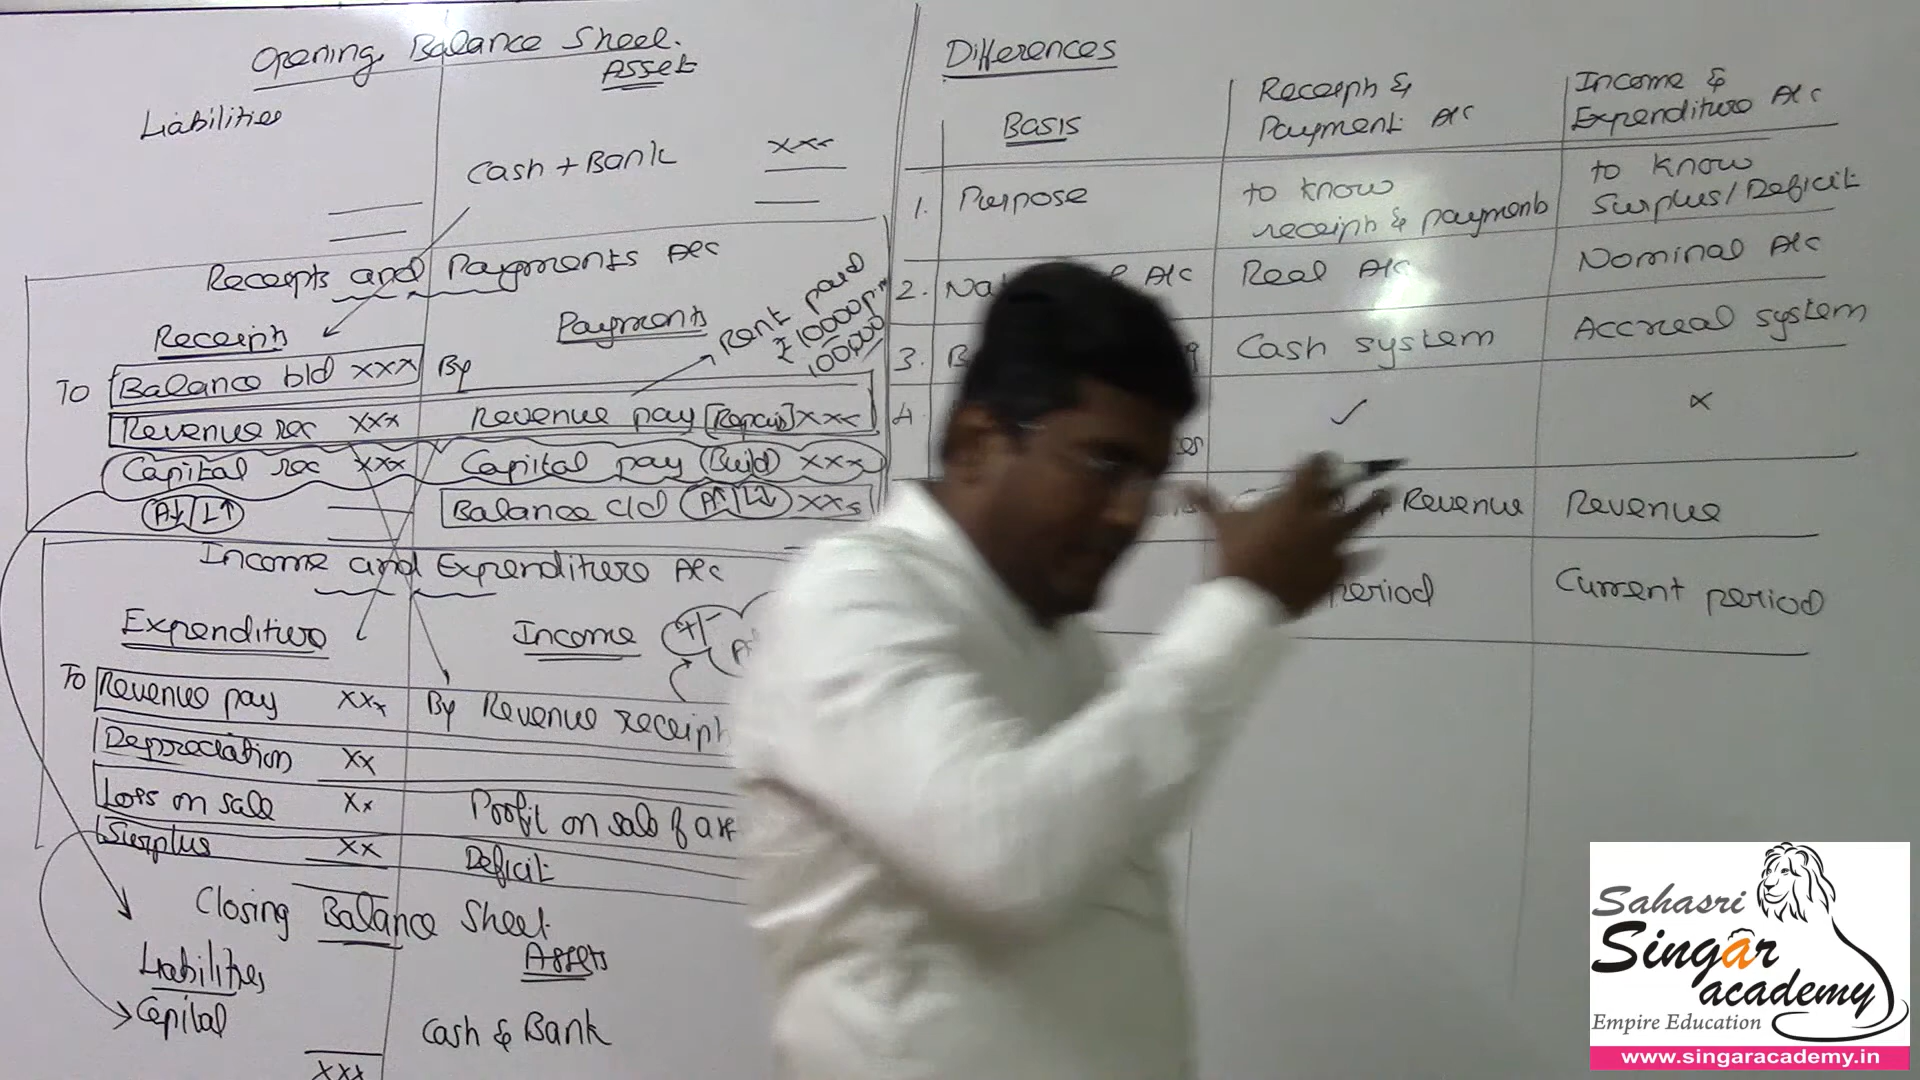 Opening Balance Sheet.
Liabilities
Asset
Cash + Bank xxx
Receipts and Payments A/c
Receipts
Payments
Rent paid
₹10000p.m
100,000
To Balance b/d xxx By
Revenue rec xxx Revenue pay [Repair] xxx
Capital rec xxx Capital pay (Build) xxx
A↓ L↑ Balance c/d A↑ L↓ xxx
Income and Expenditure A/c
Expenditure
Income +/-
To Revenue pay xxx By Revenue receipt
Depreciation xx
Loss on sale xx Profit on sale of
Surplus xx Deficit
Closing Balance Sheet.
Liabilities
Assets
Capital
Cash & Bank
xxx
Differences
Basis
Receipts &
Payment A/c
Income &
Expenditure A/c
1. Purpose
to know
receipts & payments
to know
Surplus/Deficit
2. A/c Real A/c Nominal A/c
3. Cash system Accrual system
4. ✓ ×
Revenue Revenue
period Current period
Sahasri
Singar
academy
Empire Education
www.singaracademy.in